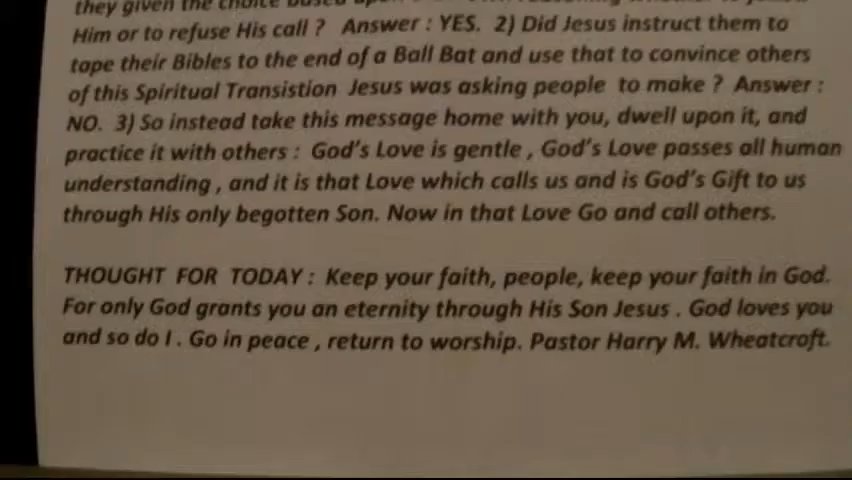 they given the choice based upon
Him or to refuse His call ? Answer : YES. 2) Did Jesus instruct them to
tape their Bibles to the end of a Ball Bat and use that to convince others
of this Spiritual Transistion Jesus was asking people to make ? Answer :
NO. 3) So instead take this message home with you, dwell upon it, and
practice it with others : God's Love is gentle , God's Love passes all human
understanding , and it is that Love which calls us and is God's Gift to us
through His only begotten Son. Now in that Love Go and call others.
THOUGHT FOR TODAY : Keep your faith, people, keep your faith in God.
For only God grants you an eternity through His Son Jesus . God loves you
and so do I . Go in peace , return to worship. Pastor Harry M. Wheatcroft.